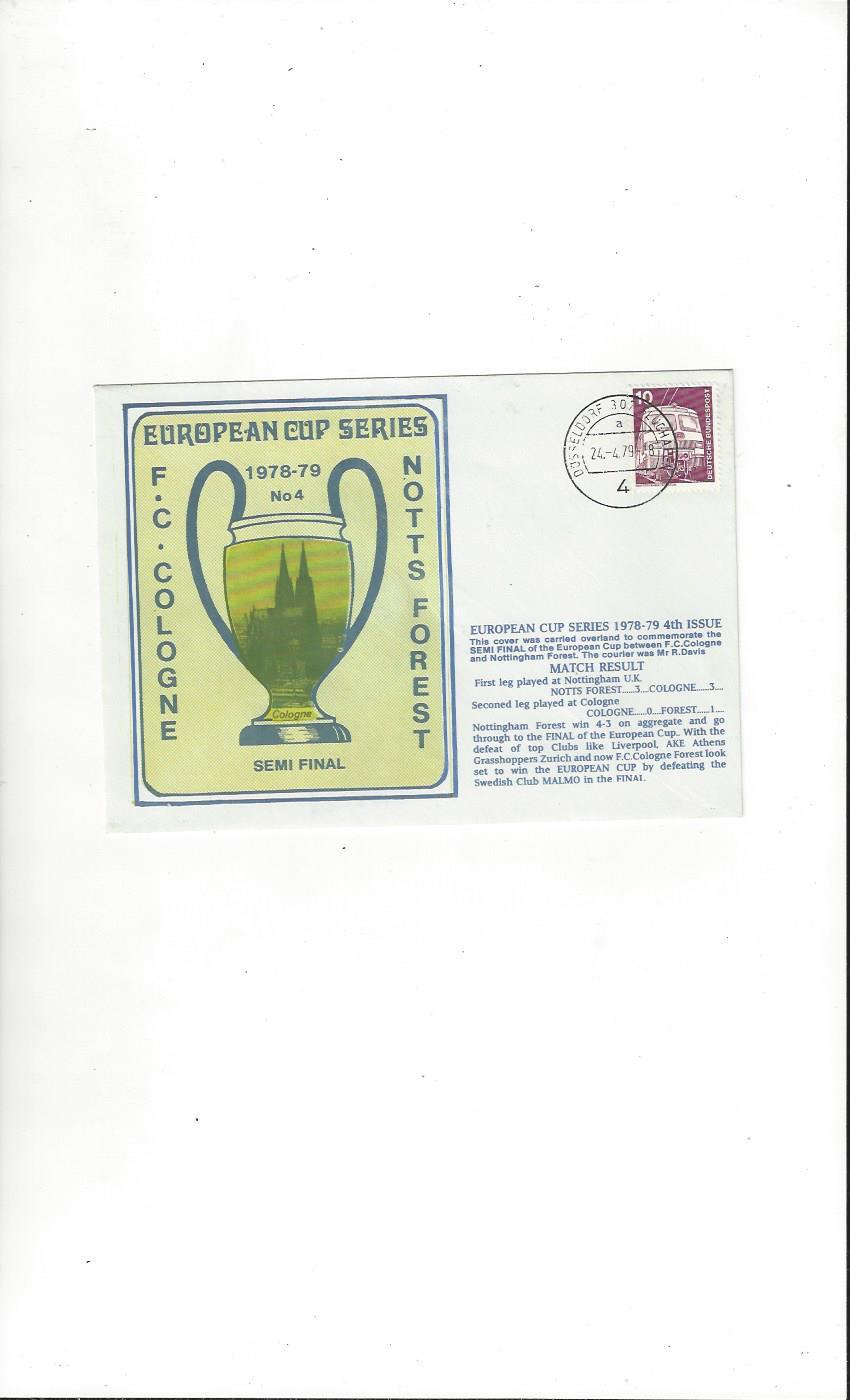 EUROPEAN CUP SERIES
1978-79
No 4
F.C. COLOGNE
NOTTS FOREST
Cologne
SEMI FINAL
10
DEUTSCHE BUNDESPOST
DÜSSELDORF
a
24.-4.79
4
EUROPEAN CUP SERIES 1978-79 4th ISSUE
This cover was carried overland to commemorate the
SEMI FINAL of the European Cup between F.C.Cologne
and Nottingham Forest. The courier was Mr R.Davis
MATCH RESULT
First leg played at Nottingham U.K.
NOTTS FOREST......3...COLOGNE......3....
Seconed leg played at Cologne
COLOGNE......0....FOREST......1....
Nottingham Forest win 4-3 on aggregate and go
through to the FINAL of the European Cup.. With the
defeat of top Clubs like Liverpool, AKE Athens
Grasshoppers Zurich and now F.C.Cologne Forest look
set to win the EUROPEAN CUP by defeating the
Swedish Club MALMO in the FINAL.